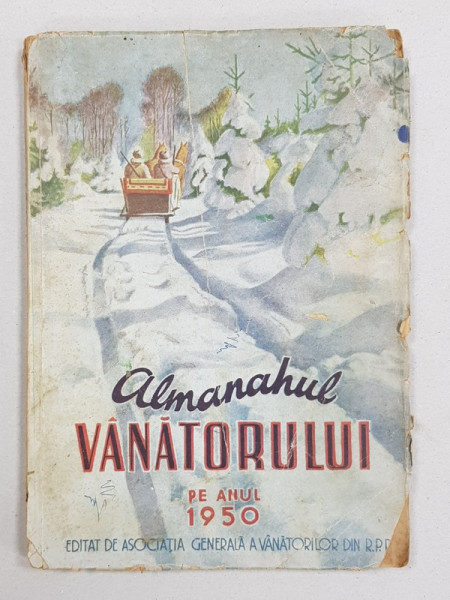 Almanahul
VÂNĂTORULUI
PE ANUL
1950
EDITAT DE ASOCIAȚIA GENERALĂ A VÂNĂTORILOR DIN R.P.R